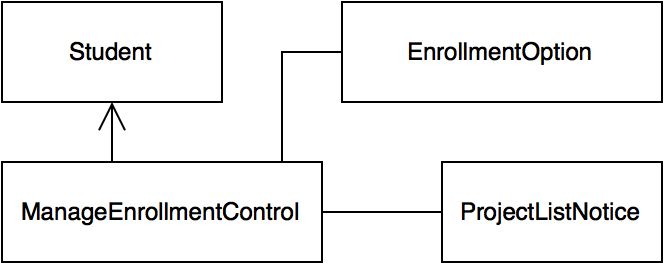 Student
EnrollmentOption
ManageEnrollmentControl
ProjectListNotice